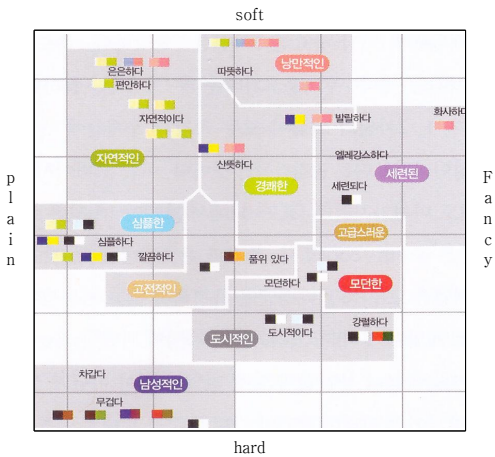 soft
낭만적인
따뜻하다
은은하다
편안하다
자연적이다
발랄하다
화사하다
자연적인
산뜻하다
엘레강스하다
세련된
세련되다
경쾌한
plain
Fancy
심플한
고급스러운
심플하다
깔끔하다
품위 있다
모던하다
모던한
고전적인
강렬하다
도시적이다
도시적인
차갑다
남성적인
무겁다
hard